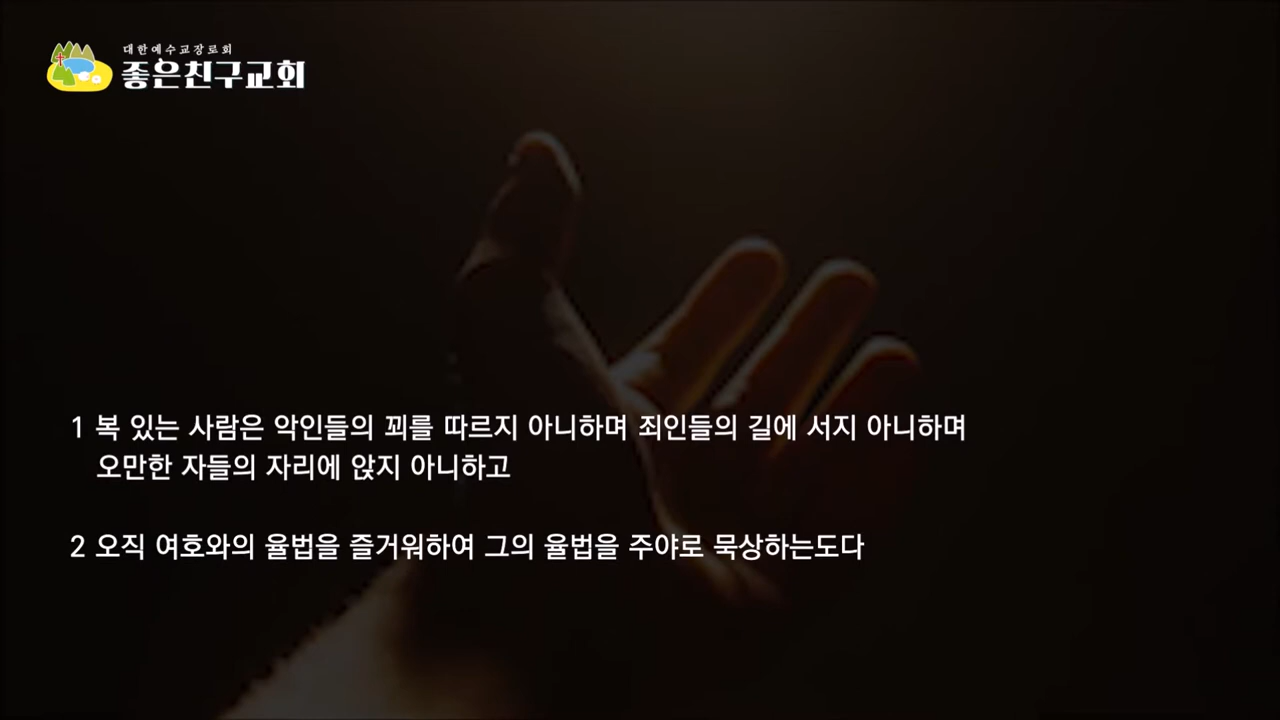 대한예수교장로회
좋은친구교회
1 복 있는 사람은 악인들의 꾀를 따르지 아니하며 죄인들의 길에 서지 아니하며
오만한 자들의 자리에 앉지 아니하고
2 오직 여호와의 율법을 즐거워하여 그의 율법을 주야로 묵상하는도다